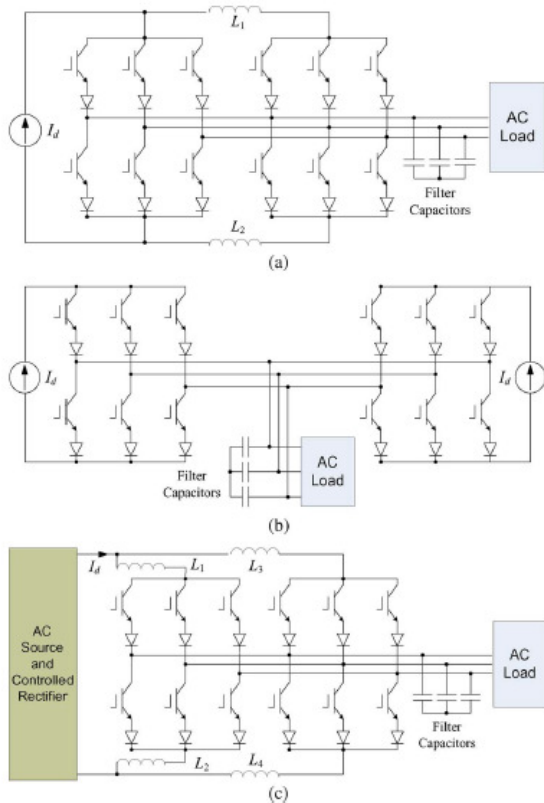 L1
Id
AC
Load
Filter
Capacitors
L2
(a)
Id
Id
Filter
Capacitors
AC
Load
(b)
Id
L1
L3
AC
Source
and
Controlled
Rectifier
AC
Load
Filter
Capacitors
L2
L4
(c)